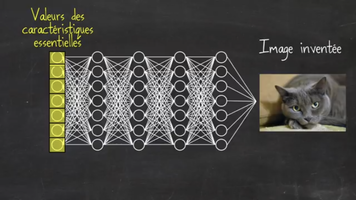 Valeurs des
caractéristiques
essentielles
Image inventée